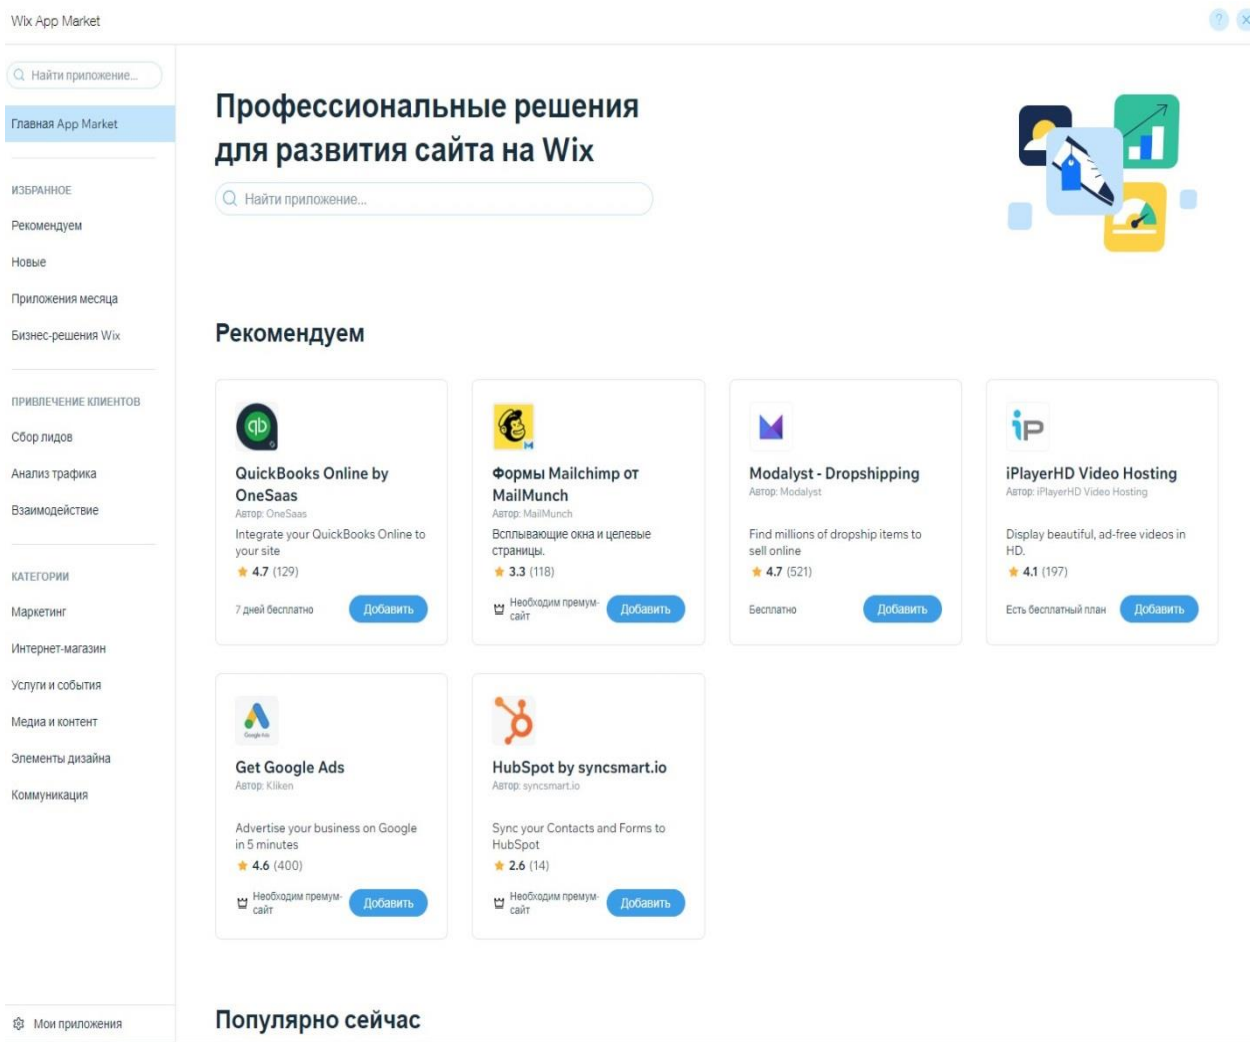 Wix App Market
?
Найти приложение...
Главная App Market
ИЗБРАННОЕ
Рекомендуем
Новые
Приложения месяца
Бизнес-решения Wix
ПРИВЛЕЧЕНИЕ КЛИЕНТОВ
Сбор лидов
Анализ трафика
Взаимодействие
КАТЕГОРИИ
Маркетинг
Интернет-магазин
Услуги и события
Медиа и контент
Элементы дизайна
Коммуникация
Мои приложения
Профессиональные решения
для развития сайта на Wix
Найти приложение...
Рекомендуем
qb
QuickBooks Online by
OneSaas
Автор: OneSaas
Integrate your QuickBooks Online to
your site
4.7 (129)
7 дней бесплатно
Добавить
Формы Mailchimp от
MailMunch
Автор: MailMunch
Всплывающие окна и целевые
страницы.
3.3 (118)
Необходим премум-
сайт
Добавить
Modalyst - Dropshipping
Автор: Modalyst
Find millions of dropship items to
sell online
4.7 (521)
Бесплатно
Добавить
iP
iPlayerHD Video Hosting
Автор: iPlayerHD Video Hosting
Display beautiful, ad-free videos in
HD.
4.1 (197)
Есть бесплатный план
Добавить
Google Ads
Get Google Ads
Автор: Kliken
Advertise your business on Google
in 5 minutes
4.6 (400)
Необходим премум-
сайт
Добавить
HubSpot by syncsmart.io
Автор: syncsmart.io
Sync your Contacts and Forms to
HubSpot
2.6 (14)
Необходим премум-
сайт
Добавить
Популярно сейчас